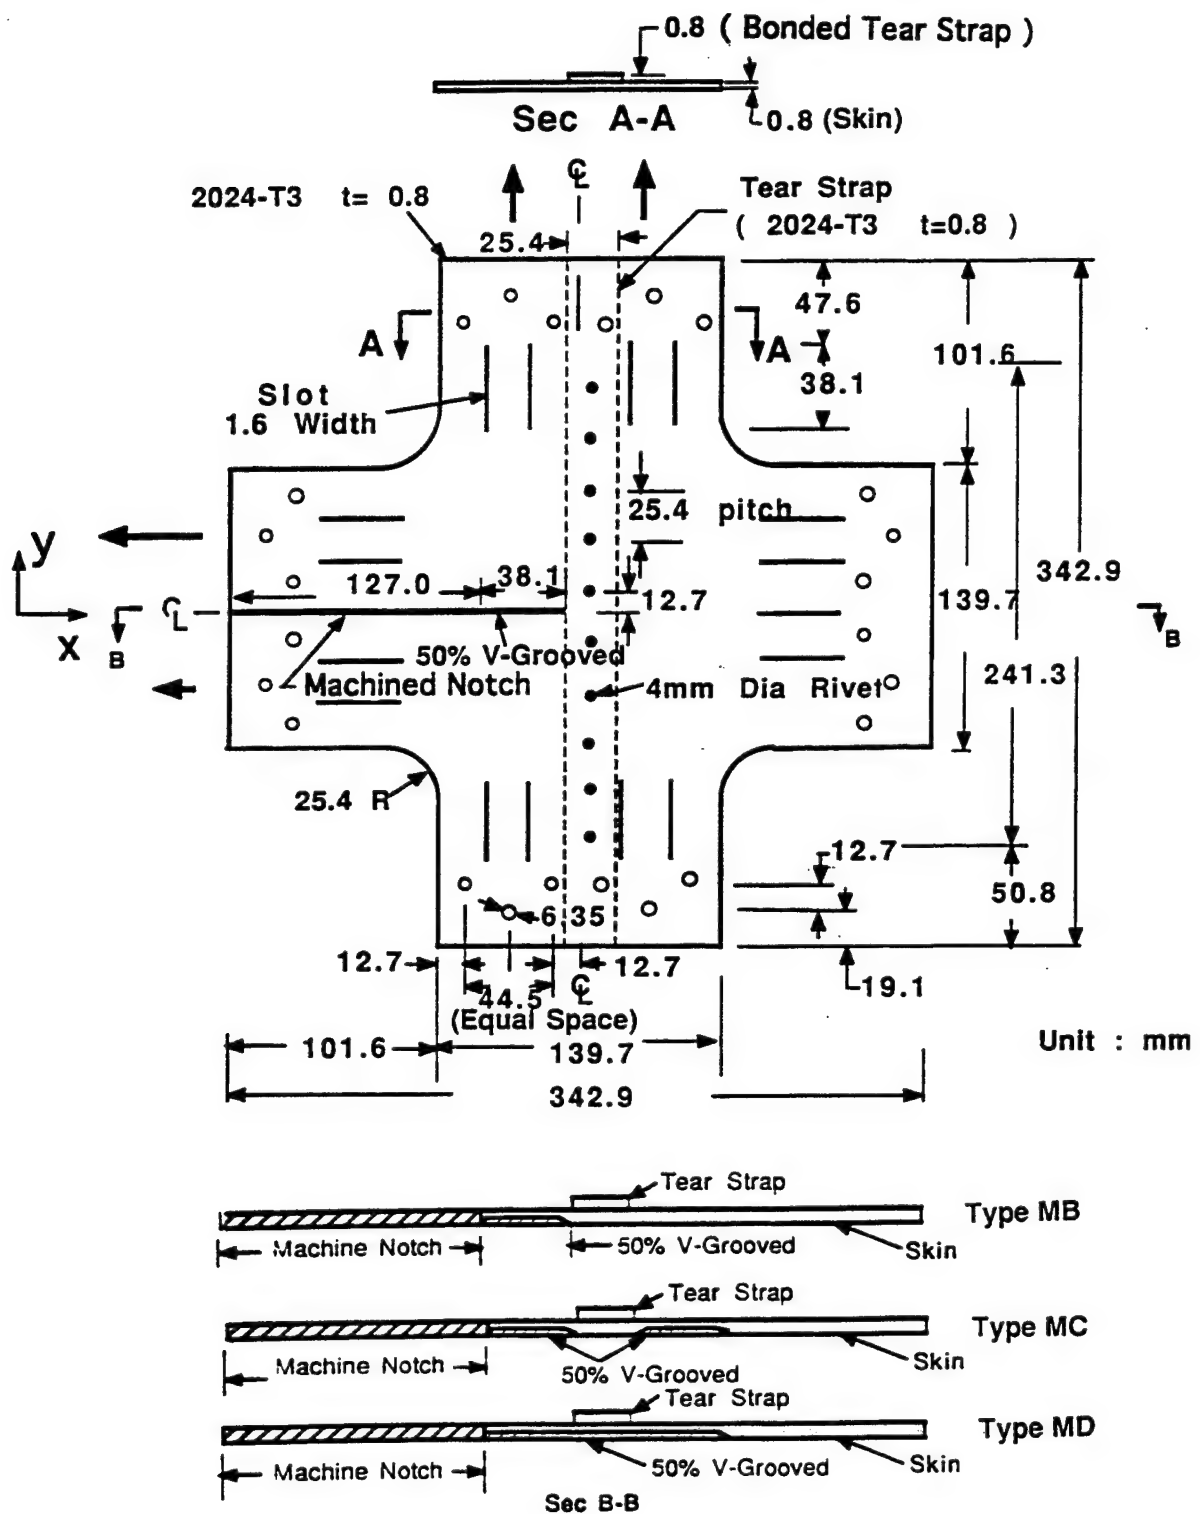 0.8 ( Bonded Tear Strap )
Sec A-A
0.8 (Skin)
℄
2024-T3 t= 0.8
Tear Strap
( 2024-T3 t=0.8 )
25.4
47.6
A
A
101.6
38.1
Slot
1.6 Width
25.4 pitch
y
127.0
38.1
12.7
342.9
139.7
℄
x
B
B
50% V-Grooved
Machined Notch
4mm Dia Rivet
241.3
25.4 R
12.7
50.8
6.35
12.7
12.7
44.5
℄
19.1
(Equal Space)
101.6
139.7
Unit : mm
342.9
Tear Strap
Type MB
Machine Notch
50% V-Grooved
Skin
Tear Strap
Type MC
Machine Notch
50% V-Grooved
Skin
Tear Strap
Type MD
Machine Notch
50% V-Grooved
Skin
Sec B-B